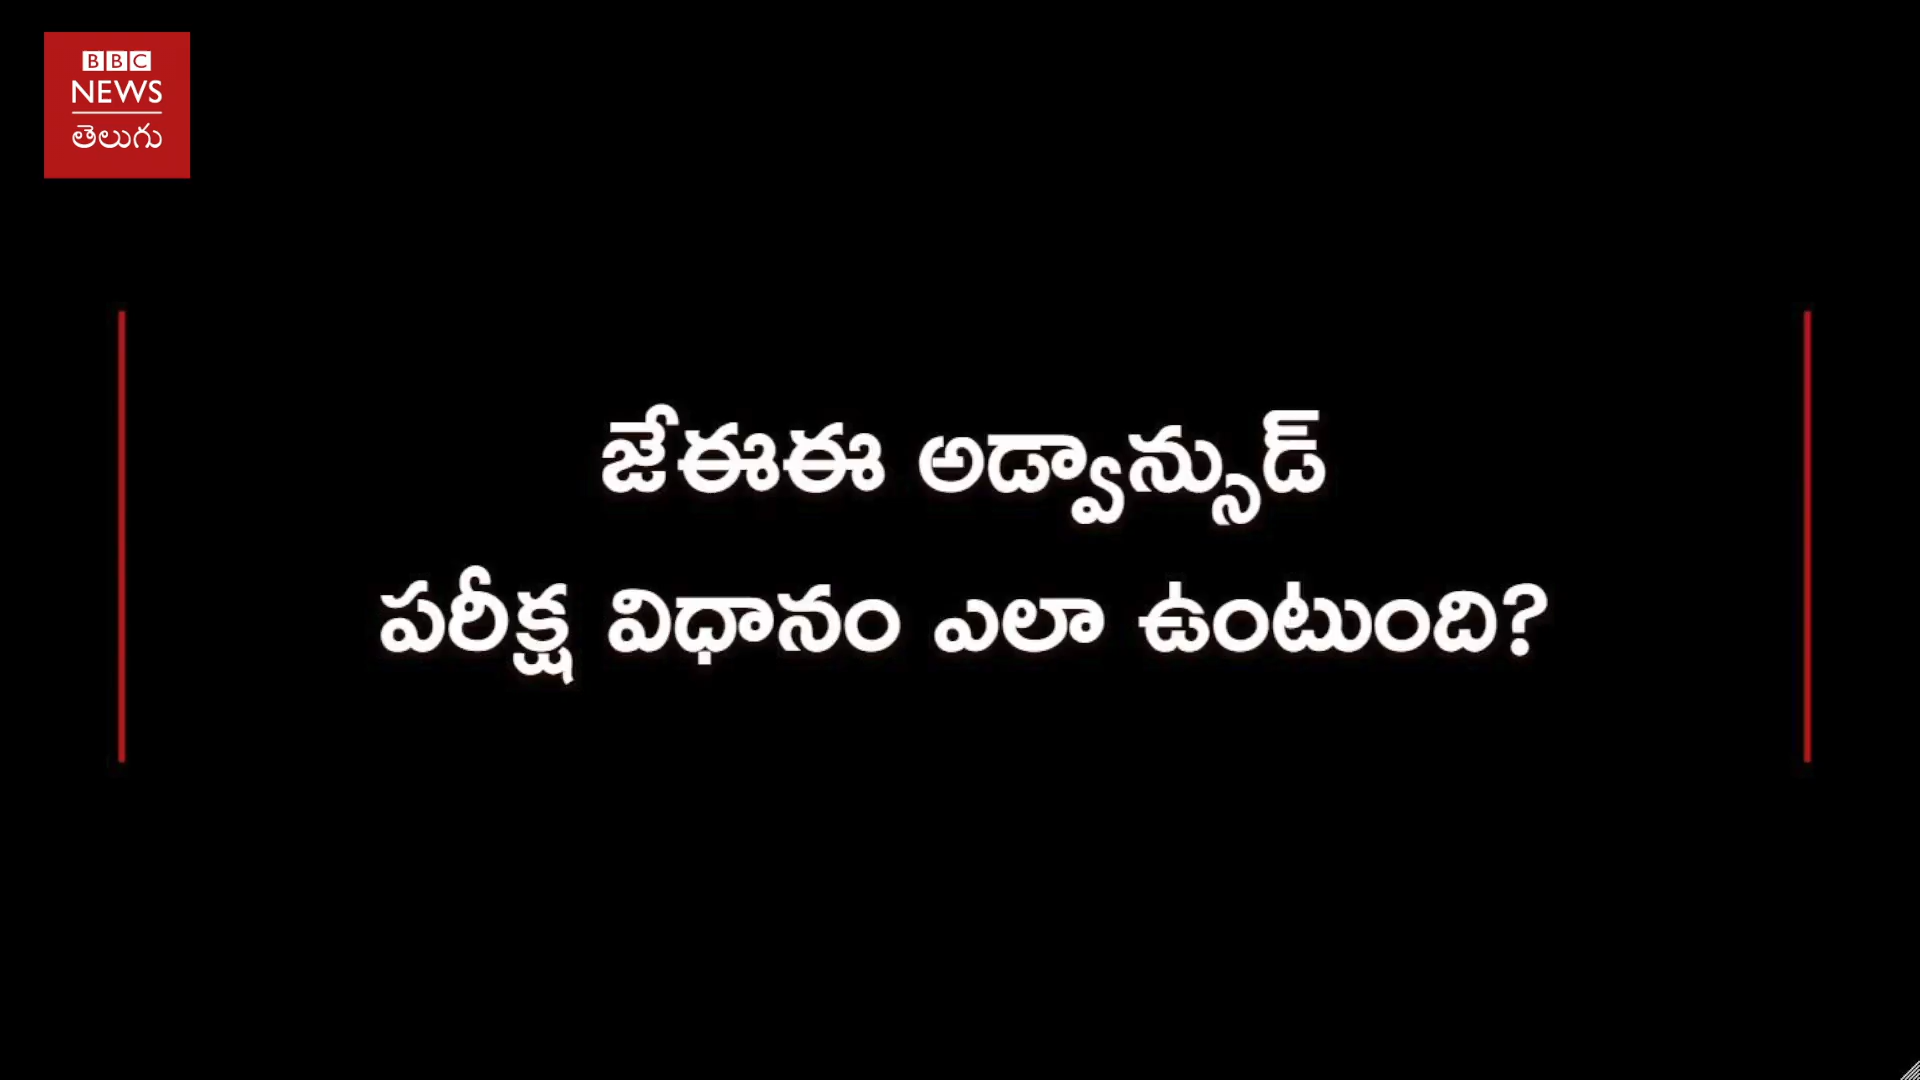 BBC
NEWS
తెలుగు
జేఈఈ అడ్వాన్సుడ్
పరీక్ష విధానం ఎలా ఉంటుంది?